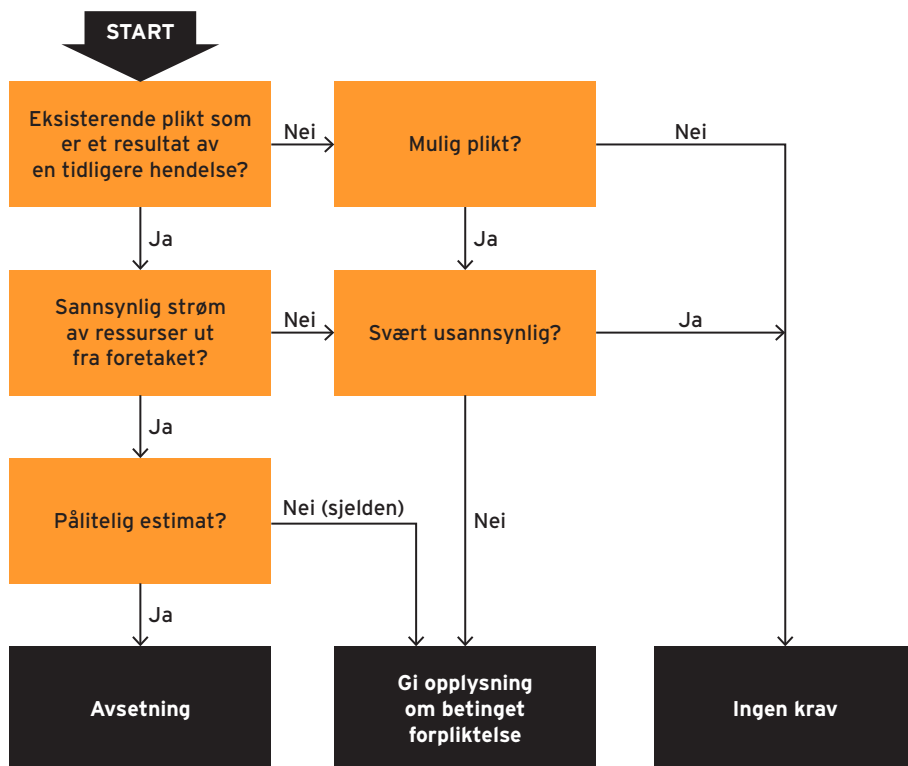 START
Eksisterende plikt som
er et resultat av
en tidligere hendelse?
Nei
Mulig plikt?
Nei
Ja
Ja
Sannsynlig strøm
av ressurser ut
fra foretaket?
Nei
Svært usannsynlig?
Ja
Ja
Pålitelig estimat?
Nei (sjelden)
Nei
Ja
Avsetning
Gi opplysning
om betinget
forpliktelse
Ingen krav